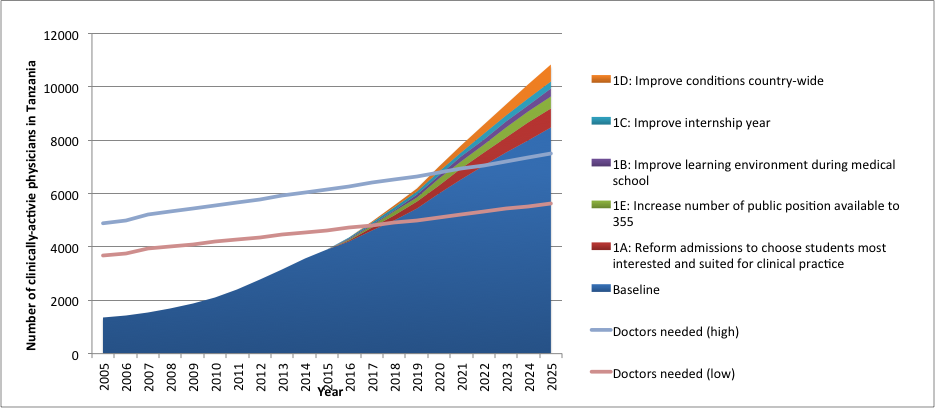 Number of clinically-activie physicians in Tanzania
12000
10000
8000
6000
4000
2000
0
2005
2006
2007
2008
2009
2010
2011
2012
2013
2014
2015
2016
2017
2018
2019
2020
2021
2022
2023
2024
2025
Year
1D: Improve conditions country-wide
1C: Improve internship year
1B: Improve learning environment during medical
school
1E: Increase number of public position available to
355
1A: Reform admissions to choose students most
interested and suited for clinical practice
Baseline
Doctors needed (high)
Doctors needed (low)